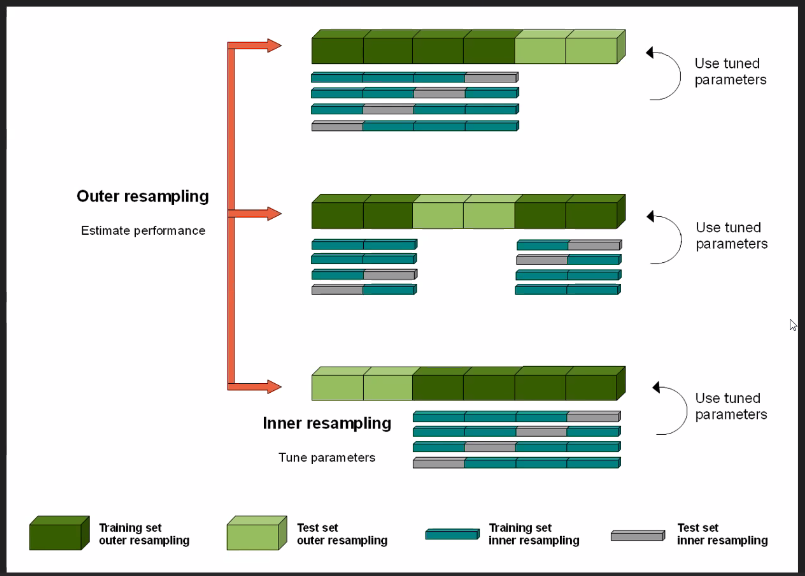 Use tuned
parameters
Outer resampling
Estimate performance
Use tuned
parameters
Inner resampling
Tune parameters
Use tuned
parameters
Training set
outer resampling
Test set
outer resampling
Training set
inner resampling
Test set
inner resampling